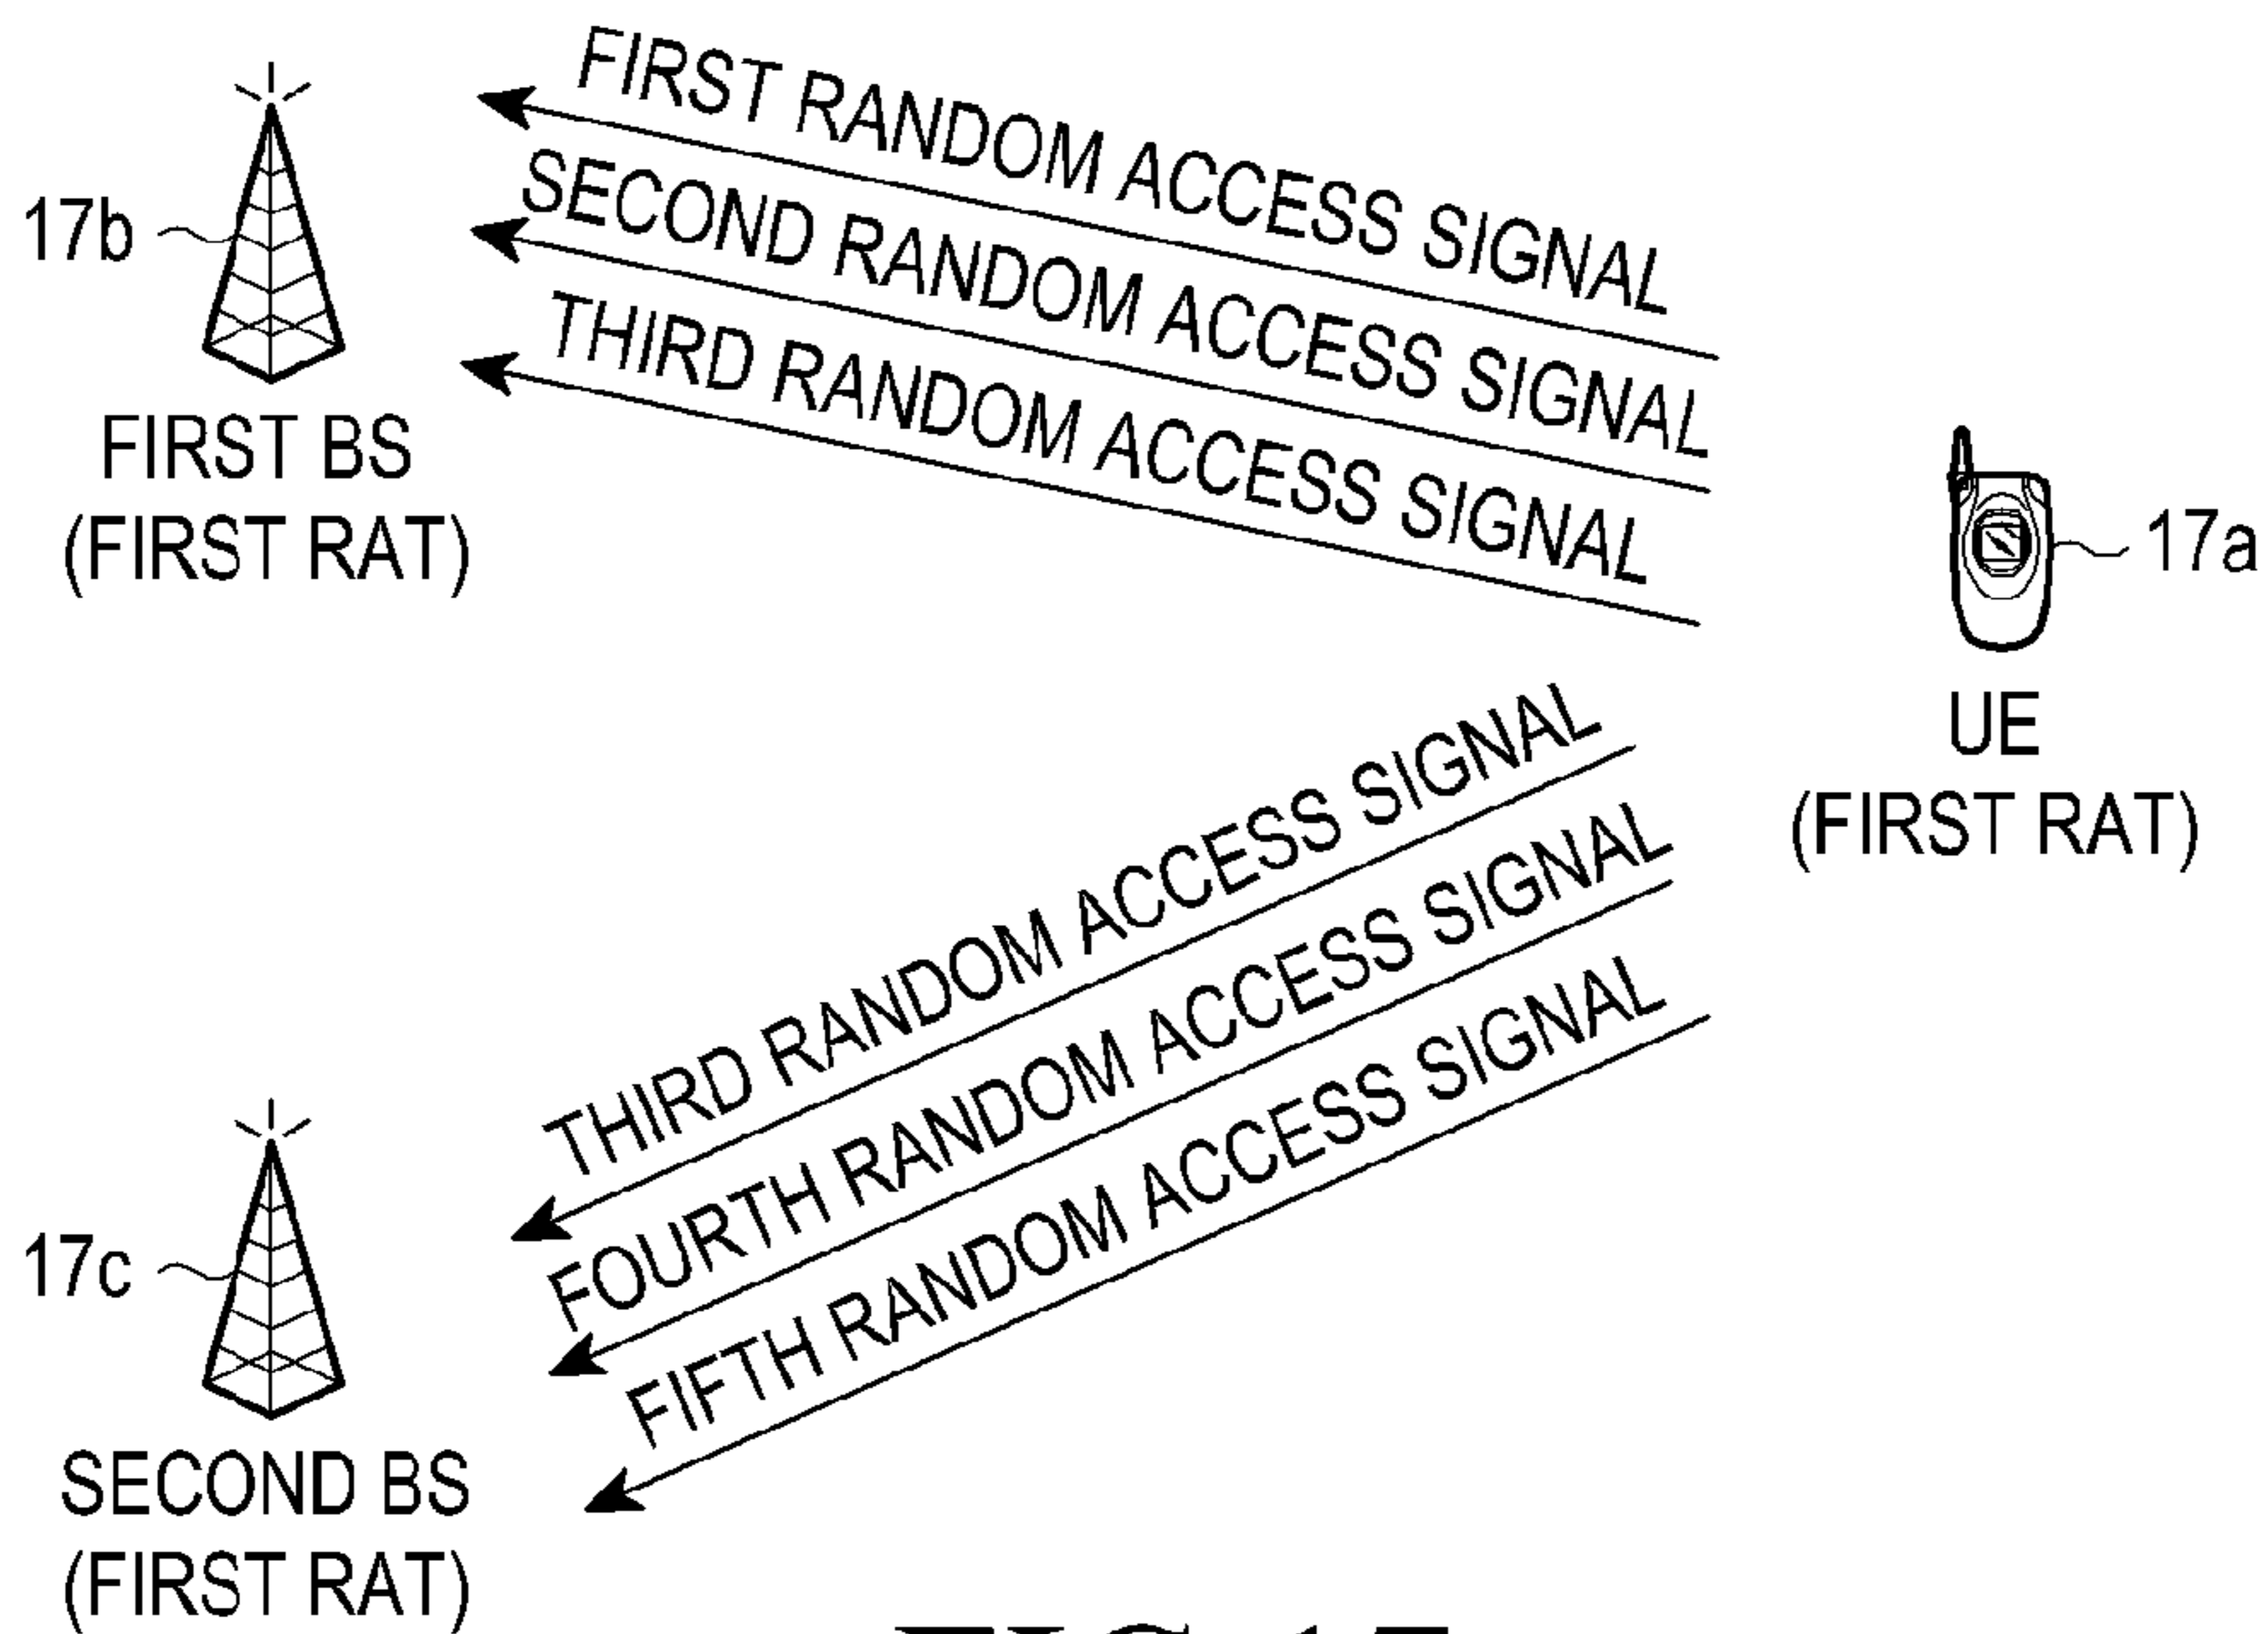 FIRST RANDOM ACCESS SIGNAL
SECOND RANDOM ACCESS SIGNAL
THIRD RANDOM ACCESS SIGNAL
17b
FIRST BS
(FIRST RAT)
17a
UE
(FIRST RAT)
THIRD RANDOM ACCESS SIGNAL
FOURTH RANDOM ACCESS SIGNAL
FIFTH RANDOM ACCESS SIGNAL
17c
SECOND BS
(FIRST RAT)